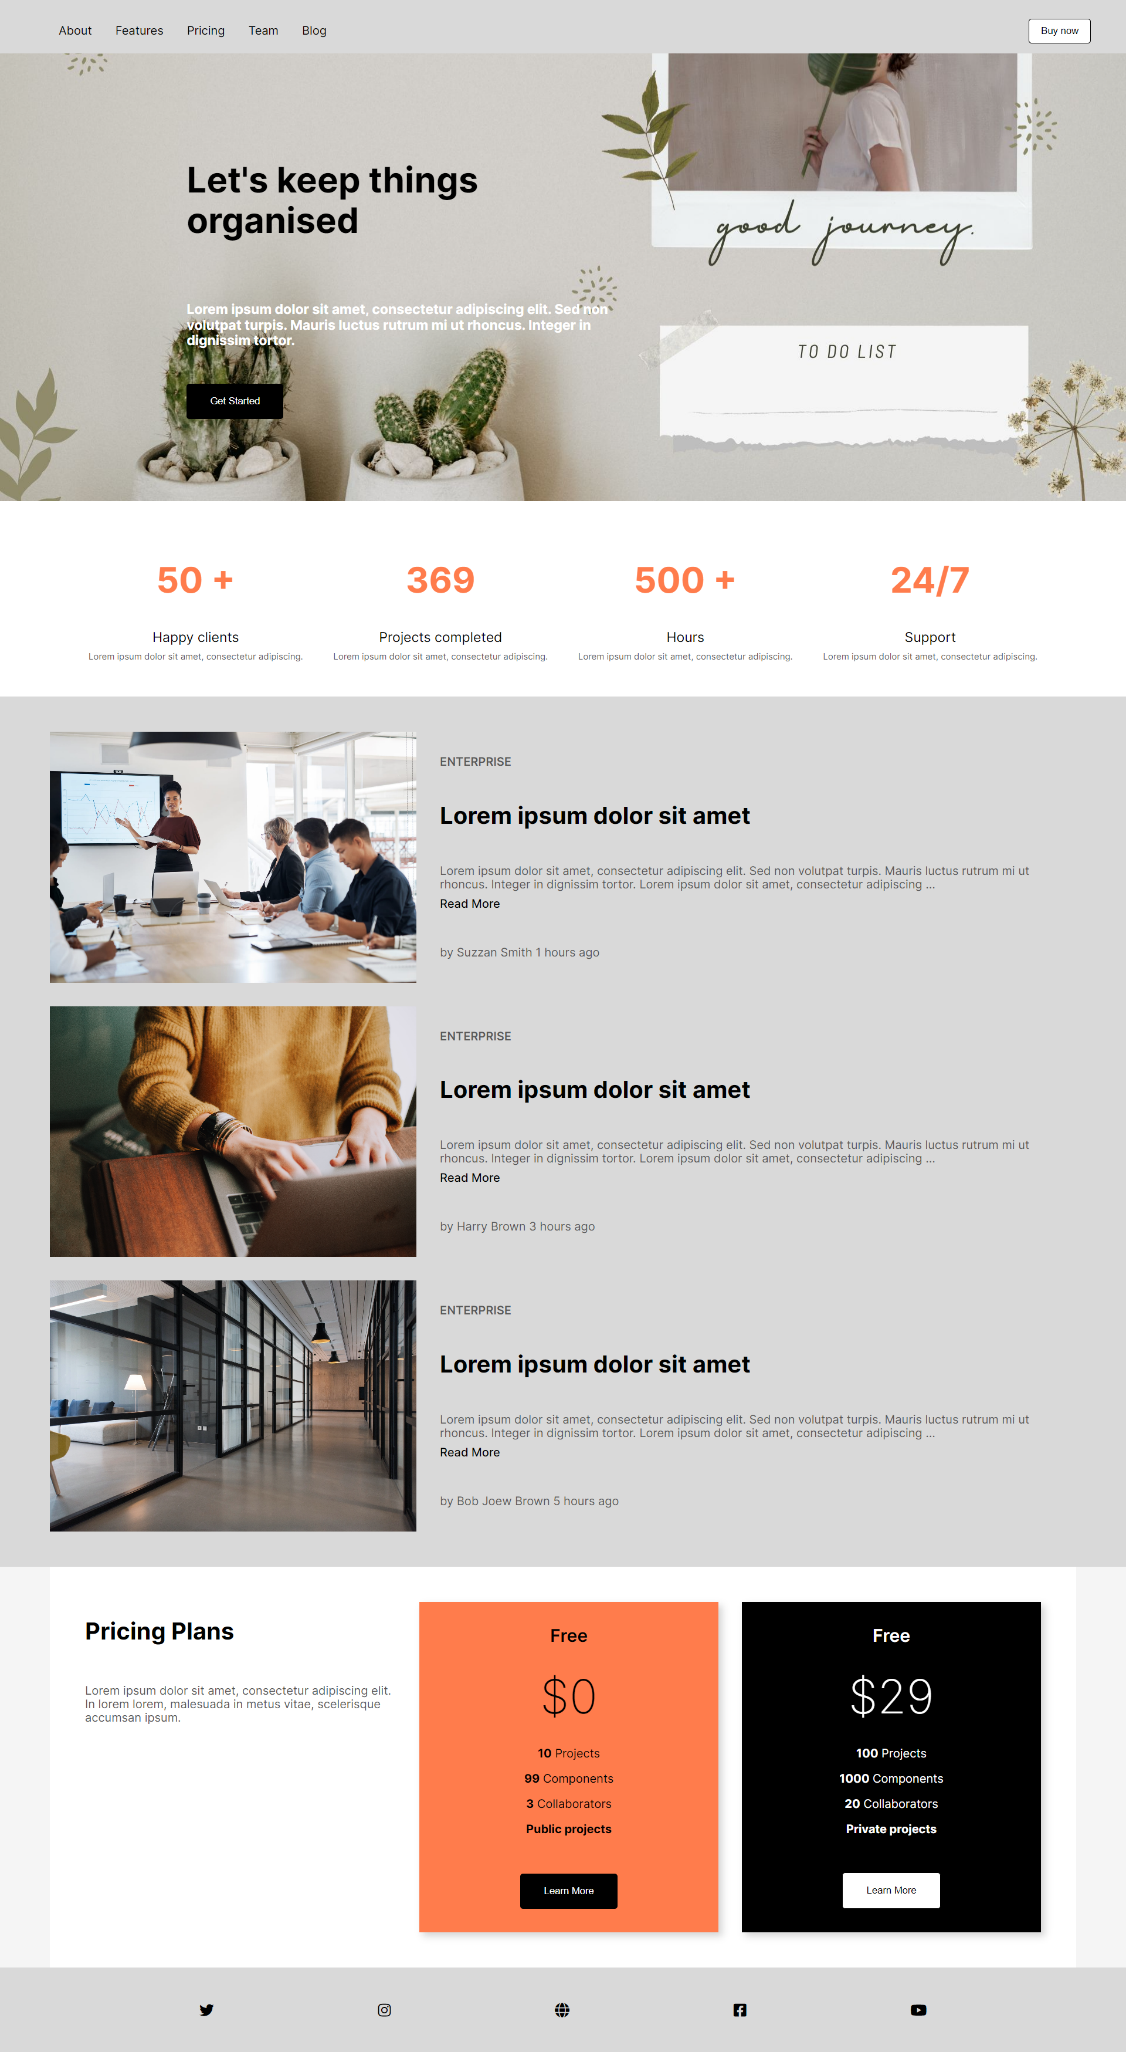 About Features Pricing Team Blog Buy now
good journey.
Let's keep things
organised
Lorem ipsum dolor sit amet, consectetur adipiscing elit. Sed non
volutpat turpis. Mauris luctus rutrum mi ut rhoncus. Integer in
dignissim tortor.
Get Started
TO DO LIST
50 + 369 500 + 24/7
Happy clients Projects completed Hours Support
Lorem ipsum dolor sit amet, consectetur adipiscing. Lorem ipsum dolor sit amet, consectetur adipiscing. Lorem ipsum dolor sit amet, consectetur adipiscing. Lorem ipsum dolor sit amet, consectetur adipiscing.
ENTERPRISE
Lorem ipsum dolor sit amet
Lorem ipsum dolor sit amet, consectetur adipiscing elit. Sed non volutpat turpis. Mauris luctus rutrum mi ut
rhoncus. Integer in dignissim tortor. Lorem ipsum dolor sit amet, consectetur adipiscing ...
Read More
by Suzzan Smith 1 hours ago
ENTERPRISE
Lorem ipsum dolor sit amet
Lorem ipsum dolor sit amet, consectetur adipiscing elit. Sed non volutpat turpis. Mauris luctus rutrum mi ut
rhoncus. Integer in dignissim tortor. Lorem ipsum dolor sit amet, consectetur adipiscing ...
Read More
by Harry Brown 3 hours ago
ENTERPRISE
Lorem ipsum dolor sit amet
Lorem ipsum dolor sit amet, consectetur adipiscing elit. Sed non volutpat turpis. Mauris luctus rutrum mi ut
rhoncus. Integer in dignissim tortor. Lorem ipsum dolor sit amet, consectetur adipiscing ...
Read More
by Bob Joew Brown 5 hours ago
Pricing Plans
Lorem ipsum dolor sit amet, consectetur adipiscing elit.
In lorem lorem, malesuada in metus vitae, scelerisque
accumsan ipsum.
Free
$0
10 Projects
99 Components
3 Collaborators
Public projects
Learn More
Free
$29
100 Projects
1000 Components
20 Collaborators
Private projects
Learn More